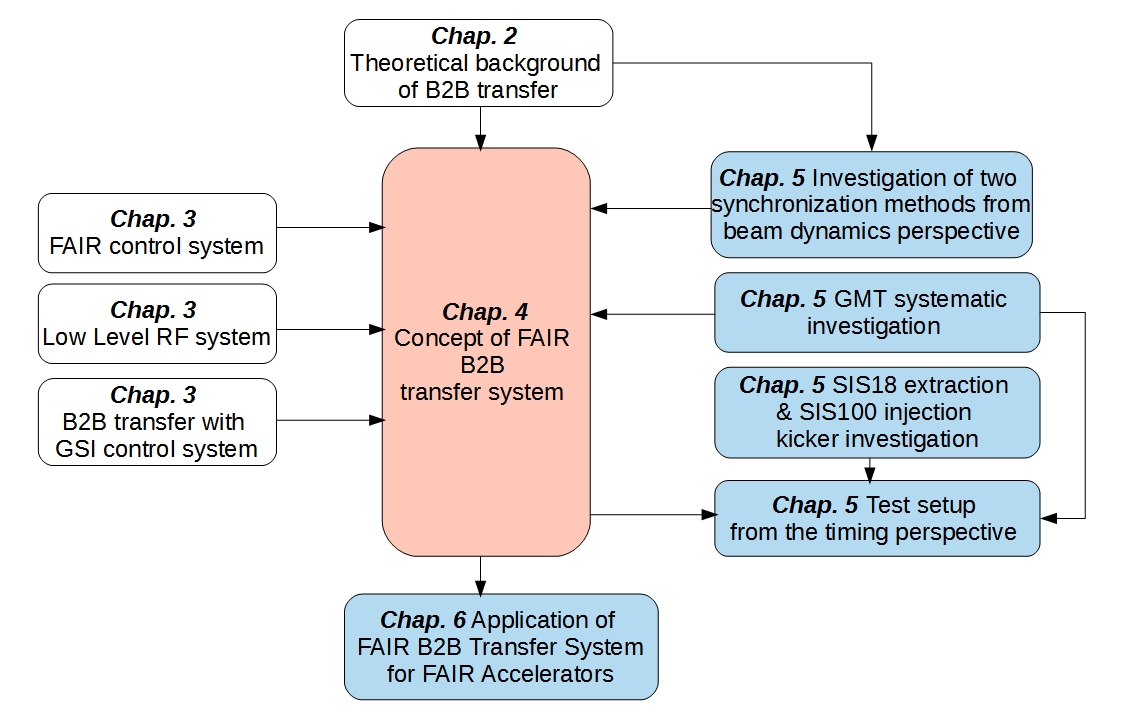 Chap. 2
Theoretical background
of B2B transfer
Chap. 3
FAIR control system
Chap. 3
Low Level RF system
Chap. 3
B2B transfer with
GSI control system
Chap. 4
Concept of FAIR
B2B
transfer system
Chap. 5 Investigation of two
synchronization methods from
beam dynamics perspective
Chap. 5 GMT systematic
investigation
Chap. 5 SIS18 extraction
& SIS100 injection
kicker investigation
Chap. 5 Test setup
from the timing perspective
Chap. 6 Application of
FAIR B2B Transfer System
for FAIR Accelerators